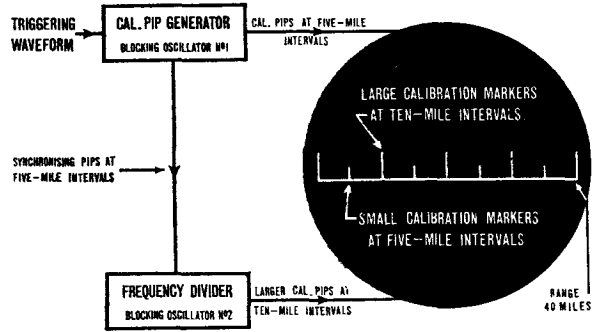 TRIGGERING
WAVEFORM
CAL. PIP GENERATOR
BLOCKING OSCILLATOR Nº1
CAL. PIPS AT FIVE-MILE
INTERVALS
LARGE CALIBRATION MARKERS
AT TEN-MILE INTERVALS.
SYNCHRONISING PIPS AT
FIVE-MILE INTERVALS
SMALL CALIBRATION MARKERS
AT FIVE-MILE INTERVALS
FREQUENCY DIVIDER
BLOCKING OSCILLATOR Nº2
LARGER CAL. PIPS AT
TEN-MILE INTERVALS
RANGE
40 MILES